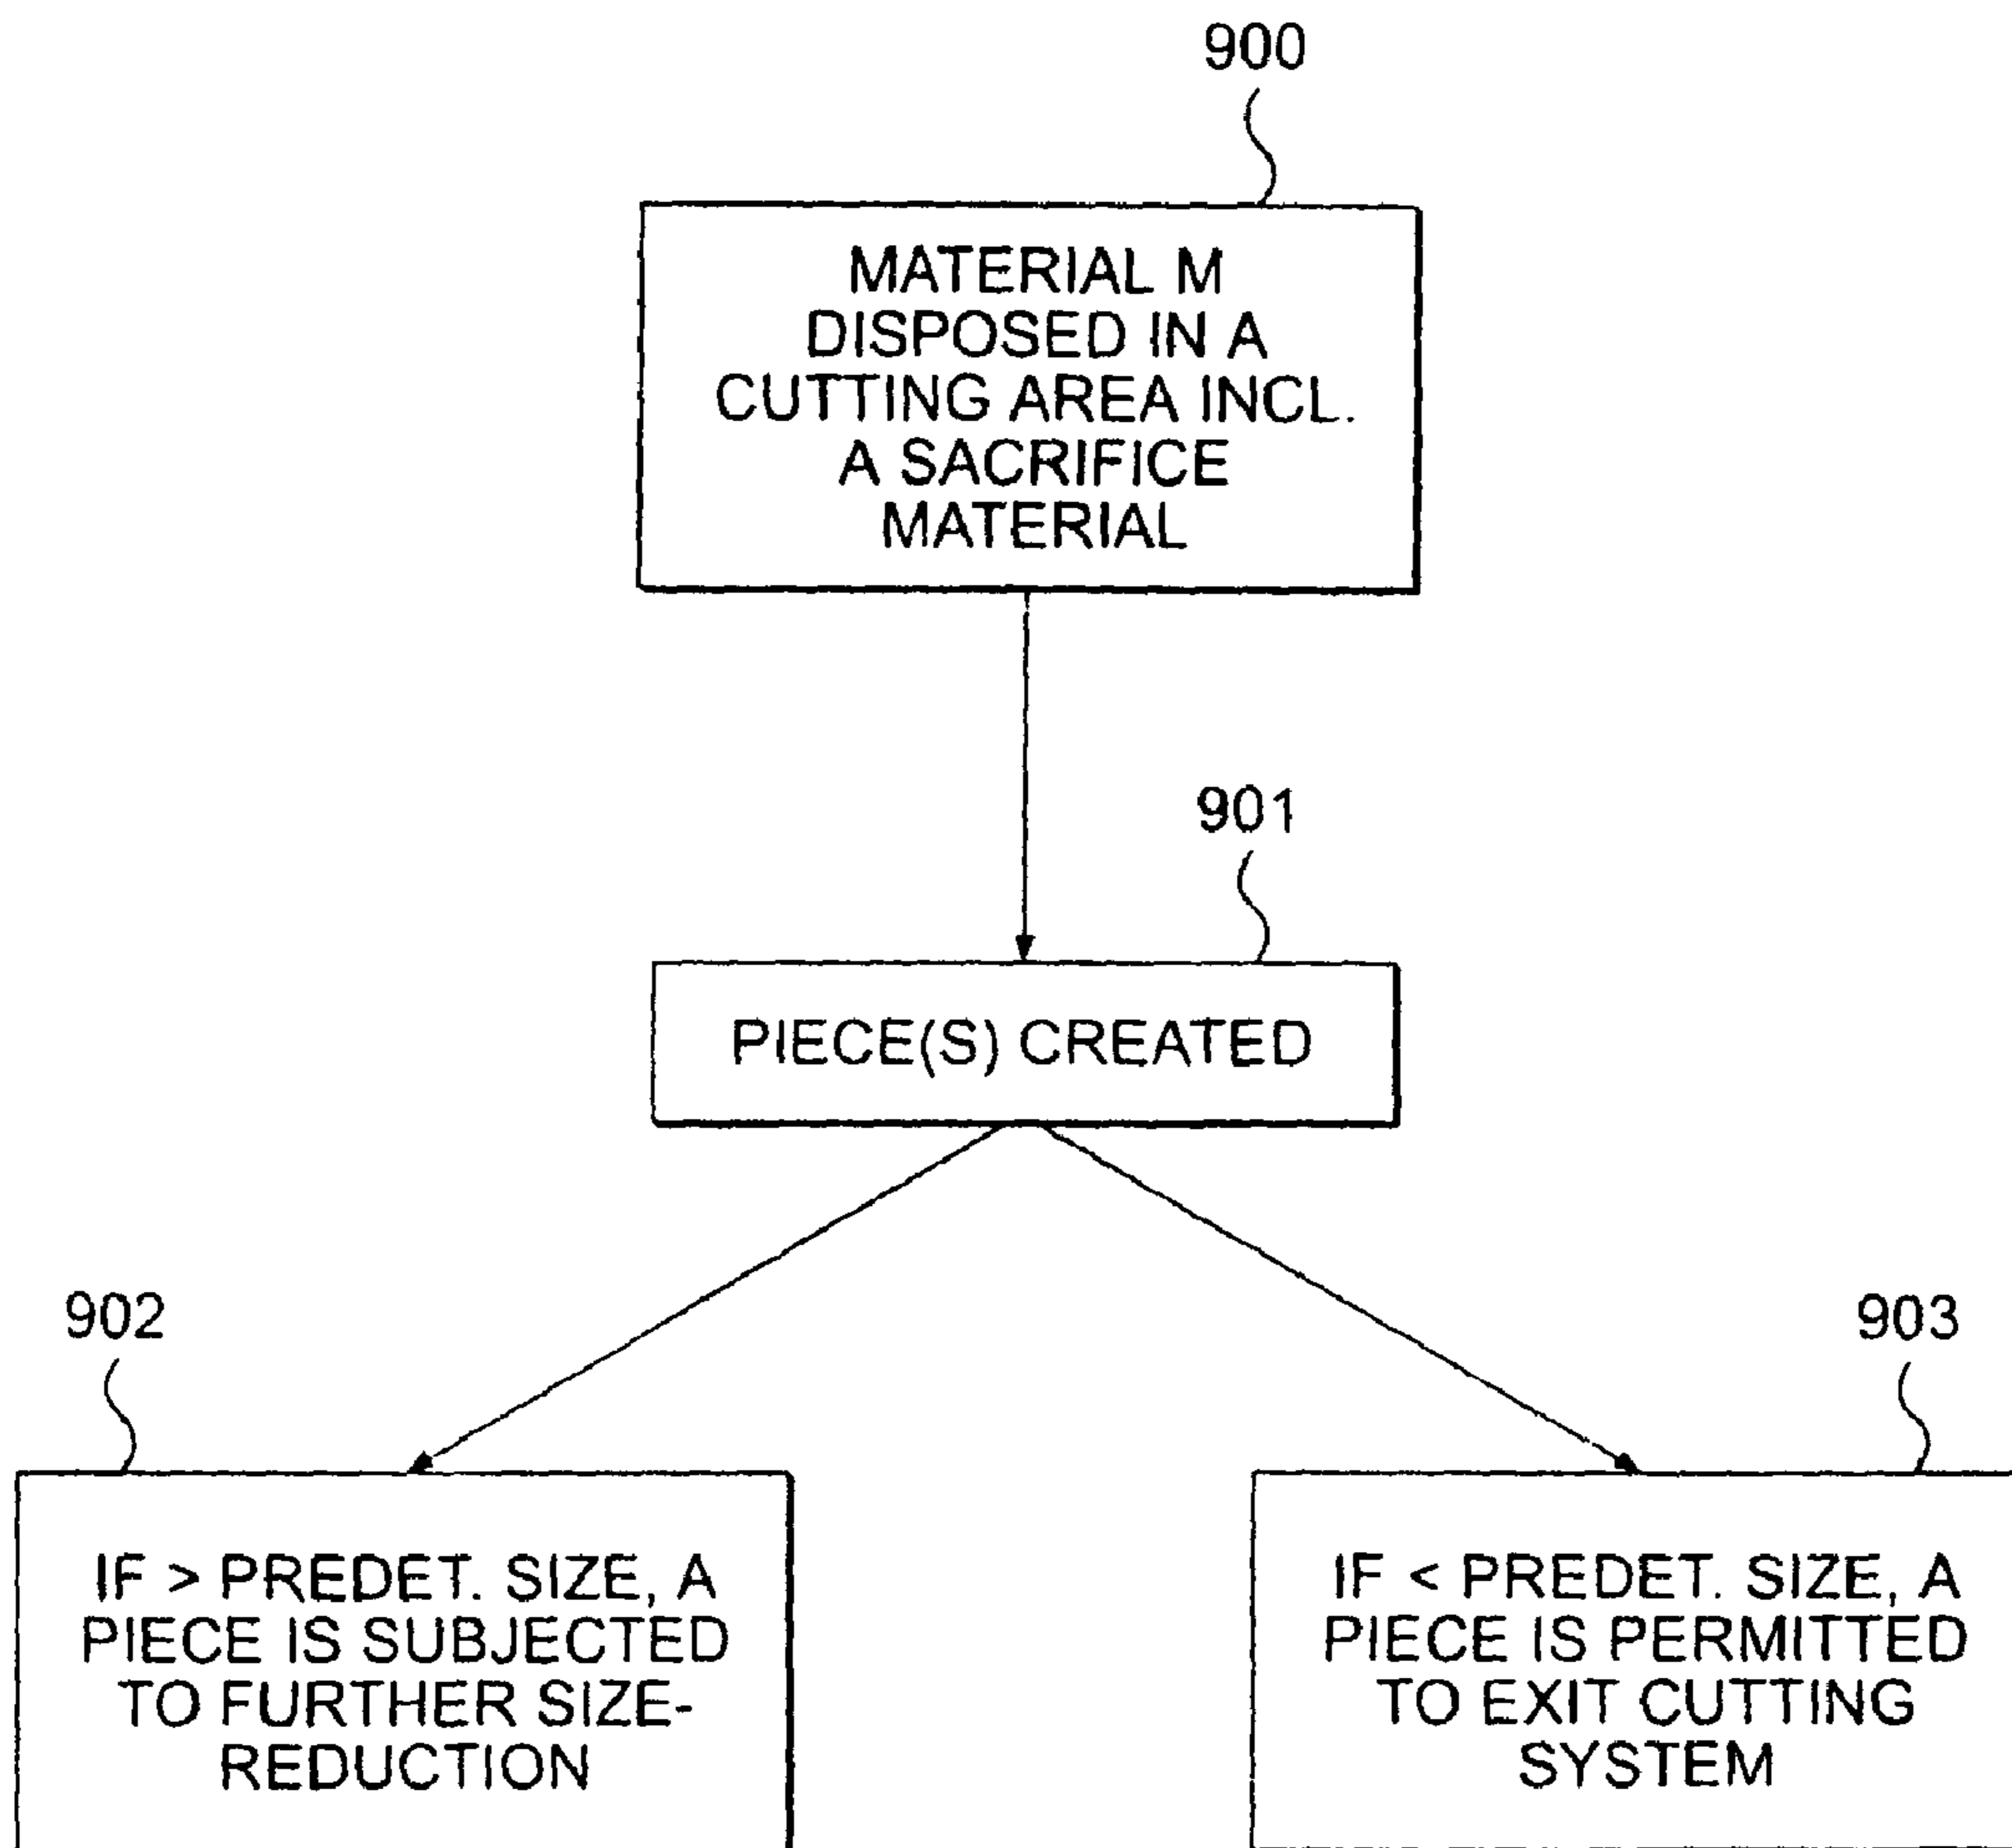 900
MATERIAL M
DISPOSED IN A
CUTTING AREA INCL.
A SACRIFICE
MATERIAL
901
PIECE(S) CREATED
902
IF > PREDET. SIZE, A
PIECE IS SUBJECTED
TO FURTHER SIZE-
REDUCTION
903
IF < PREDET. SIZE, A
PIECE IS PERMITTED
TO EXIT CUTTING
SYSTEM